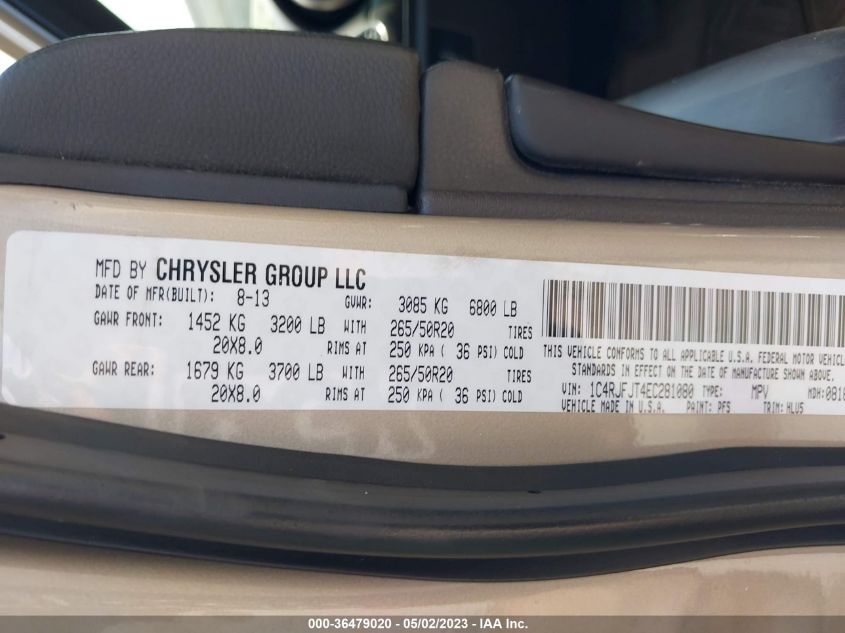 MFD BY CHRYSLER GROUP LLC
DATE OF MFR(BUILT): 8-13 GVWR: 3085 KG 6800 LB
GAWR FRONT: 1452 KG 3200 LB WITH 265/50R20 TIRES
20X8.0 RIMS AT 250 KPA ( 36 PSI) COLD
GAWR REAR: 1679 KG 3700 LB WITH 265/50R20 TIRES
20X8.0 RIMS AT 250 KPA ( 36 PSI) COLD
THIS VEHICLE CONFORMS TO ALL APPLICABLE U.S.A. FEDERAL MOTOR VEHICLE
STANDARDS IN EFFECT ON THE DATE OF MANUFACTURE SHOWN ABOVE.
VIN: 1C4RJFJT4EC281080 TYPE: MPV MDH:081
VEHICLE MADE IN U.S.A. PAINT: PFS TRIM: HLU5
000-36479020 - 05/02/2023 - IAA Inc.